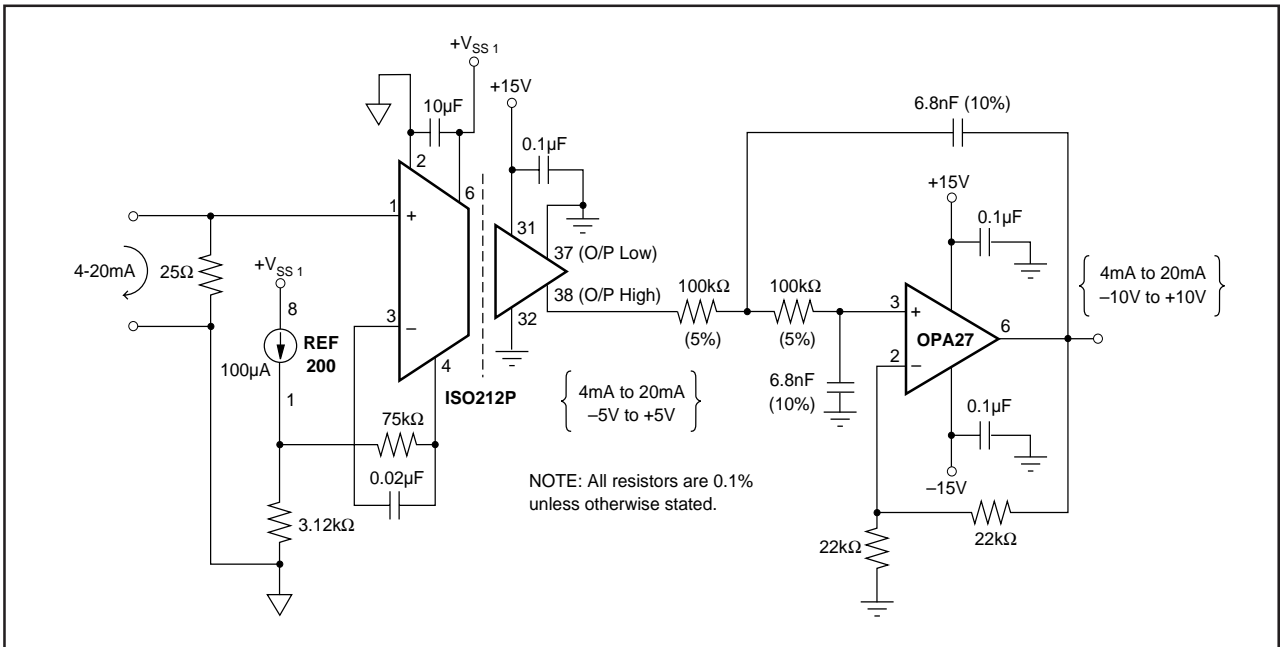 +VSS 1
+15V
10µF
0.1µF
6.8nF (10%)
2
6
1
+
31
37 (O/P Low)
38 (O/P High)
32
4-20mA
25Ω
+VSS 1
8
REF
200
100µA
1
3
–
4
ISO212P
75kΩ
0.02µF
3.12kΩ
100kΩ
(5%)
100kΩ
(5%)
6.8nF
(10%)
+15V
0.1µF
3
+
OPA27
6
2
–
0.1µF
–15V
22kΩ
22kΩ
4mA to 20mA
–10V to +10V
4mA to 20mA
–5V to +5V
NOTE: All resistors are 0.1%
unless otherwise stated.